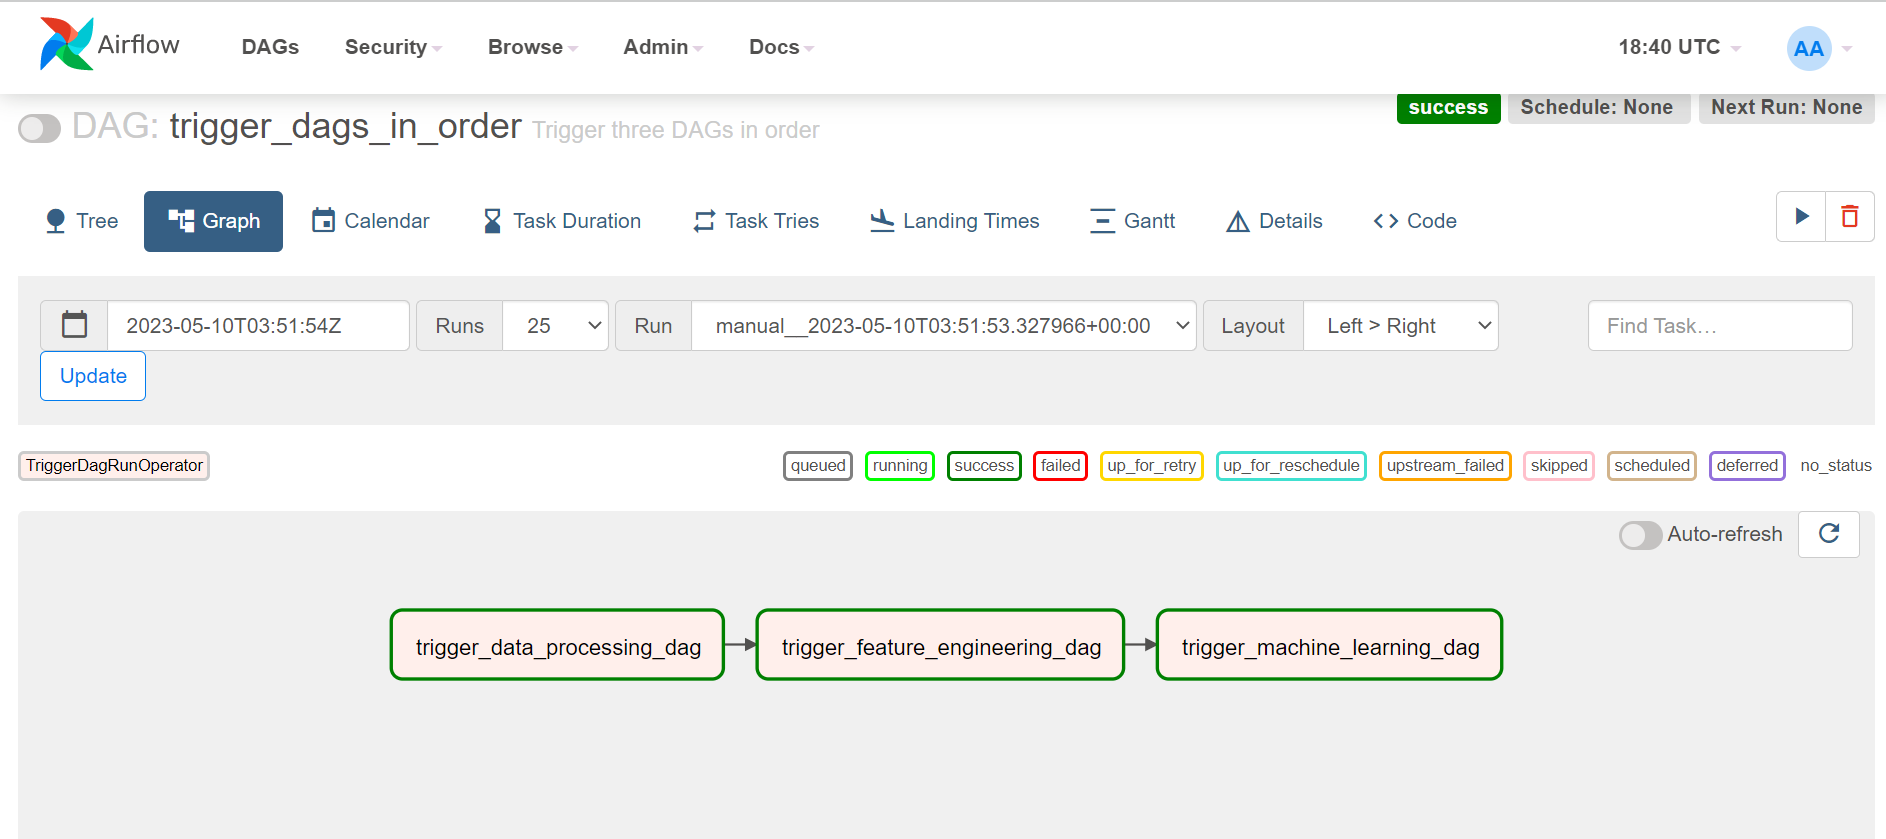 Airflow DAGs Security Browse Admin Docs 18:40 UTC AA
success Schedule: None Next Run: None
DAG: trigger_dags_in_order Trigger three DAGs in order
Tree Graph Calendar Task Duration Task Tries Landing Times Gantt Details Code
2023-05-10T03:51:54Z Runs 25 Run manual__2023-05-10T03:51:53.327966+00:00 Layout Left > Right Find Task…
Update
TriggerDagRunOperator queued running success failed up_for_retry up_for_reschedule upstream_failed skipped scheduled deferred no_status
Auto-refresh
trigger_data_processing_dag trigger_feature_engineering_dag trigger_machine_learning_dag